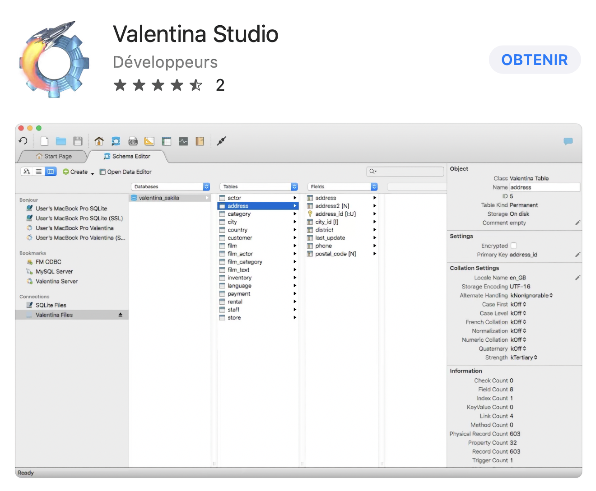 Valentina Studio
Développeurs
2
OBTENIR
Start Page
Schema Editor
Create
Open Data Editor
Bonjour
User's MacBook Pro SQLite
User's MacBook Pro SQLite (SSL)
User's MacBook Pro Valentina
User's MacBook Pro Valentina (S...
Bookmarks
FM ODBC
MySQL Server
Valentina Server
Connections
SQLite Files
Valentina Files
Databases
valentina_sakila
Tables
actor
address
category
city
country
customer
film
film_actor
film_category
film_text
inventory
language
payment
rental
staff
store
Fields
address
address2 [N]
address_id [I:U]
city_id [I]
district
last_update
phone
postal_code [N]
Object
Class Valentina Table
Name address
ID 5
Table Kind Permanent
Storage On disk
Comment empty
Settings
Encrypted
Primary Key address_id
Collation Settings
Locale Name en_GB
Storage Encoding UTF-16
Alternate Handling kNonIgnorable
Case First kOff
Case Level kOff
French Collation kOff
Normalization kOff
Numeric Collation kOff
Quaternary kOff
Strength kTertiary
Information
Check Count 0
Field Count 8
Index Count 1
KeyValue Count 0
Link Count 4
Method Count 0
Physical Record Count 603
Property Count 32
Record Count 603
Trigger Count 1
Ready